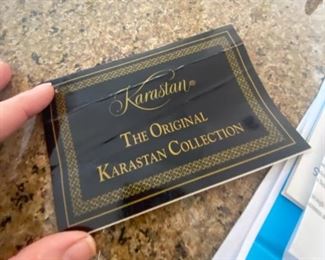 Karastan®
THE ORIGINAL
KARASTAN COLLECTION